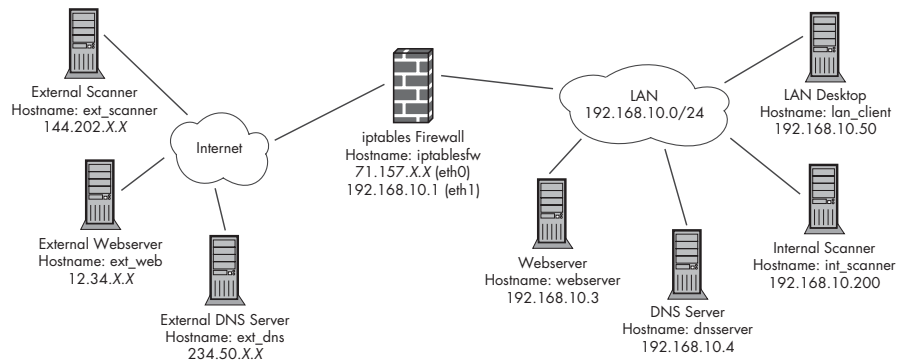 External Scanner
Hostname: ext_scanner
144.202.X.X
Internet
External Webserver
Hostname: ext_web
12.34.X.X
External DNS Server
Hostname: ext_dns
234.50.X.X
iptables Firewall
Hostname: iptablesfw
71.157.X.X (eth0)
192.168.10.1 (eth1)
LAN
192.168.10.0/24
LAN Desktop
Hostname: lan_client
192.168.10.50
Webserver
Hostname: webserver
192.168.10.3
DNS Server
Hostname: dnsserver
192.168.10.4
Internal Scanner
Hostname: int_scanner
192.168.10.200